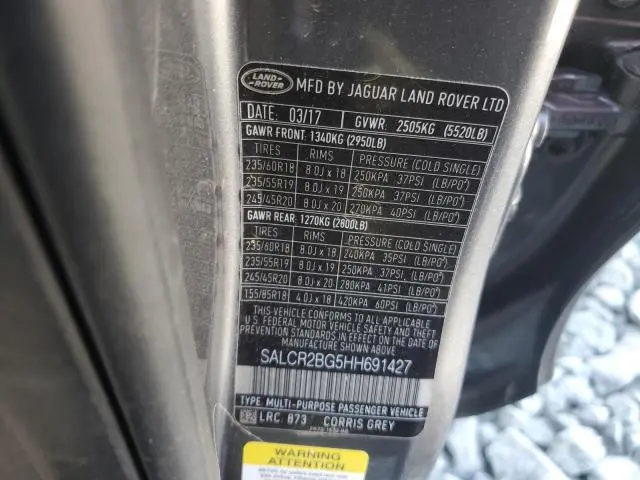 LAND ROVER
MFD BY JAGUAR LAND ROVER LTD
DATE: 03/17 GVWR: 2505KG (5520LB)
GAWR FRONT: 1340KG (2950LB)
TIRES RIMS PRESSURE (COLD SINGLE)
235/60R18 8.0J x 18 250KPA 37PSI (LB/PO²)
235/55R19 8.0J x 19 250KPA 37PSI (LB/PO²)
245/45R20 8.0J x 20 270KPA 40PSI (LB/PO²)
GAWR REAR: 1270KG (2800LB)
TIRES RIMS PRESSURE (COLD SINGLE)
235/60R18 8.0J x 18 240KPA 35PSI (LB/PO²)
235/55R19 8.0J x 19 250KPA 37PSI (LB/PO²)
245/45R20 8.0J x 20 280KPA 41PSI (LB/PO²)
155/85R18 4.0J x 18 420KPA 60PSI (LB/PO²)
THIS VEHICLE CONFORMS TO ALL APPLICABLE
U.S. FEDERAL MOTOR VEHICLE SAFETY AND THEFT
PREVENTION STANDARDS IN EFFECT ON THE DATE OF
MANUFACTURE SHOWN ABOVE
SALCR2BG5HH691427
TYPE: MULTI-PURPOSE PASSENGER VEHICLE
LRC 873 CORRIS GREY
WARNING
ATTENTION